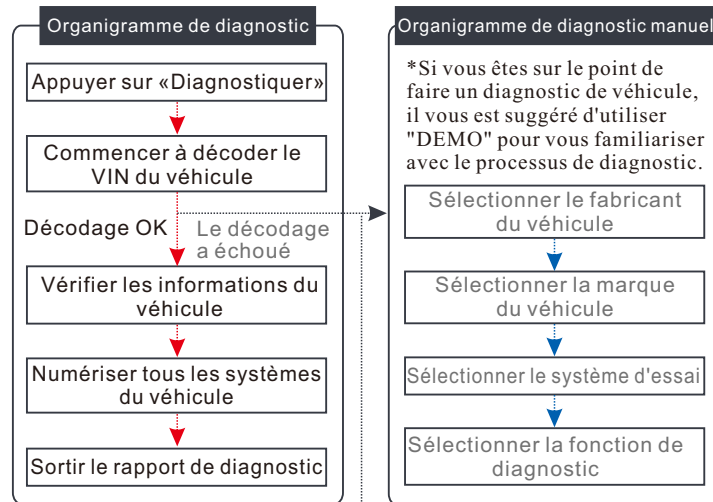 Organigramme de diagnostic
Appuyer sur «Diagnostiquer»
Commencer à décoder le
VIN du véhicule
Décodage OK
Le décodage
a échoué
Vérifier les informations du
véhicule
Numériser tous les systèmes
du véhicule
Sortir le rapport de diagnostic
Organigramme de diagnostic manuel
*Si vous êtes sur le point de
faire un diagnostic de véhicule,
il vous est suggéré d'utiliser
"DEMO" pour vous familiariser
avec le processus de diagnostic.
Sélectionner le fabricant
du véhicule
Sélectionner la marque
du véhicule
Sélectionner le système d'essai
Sélectionner la fonction de
diagnostic